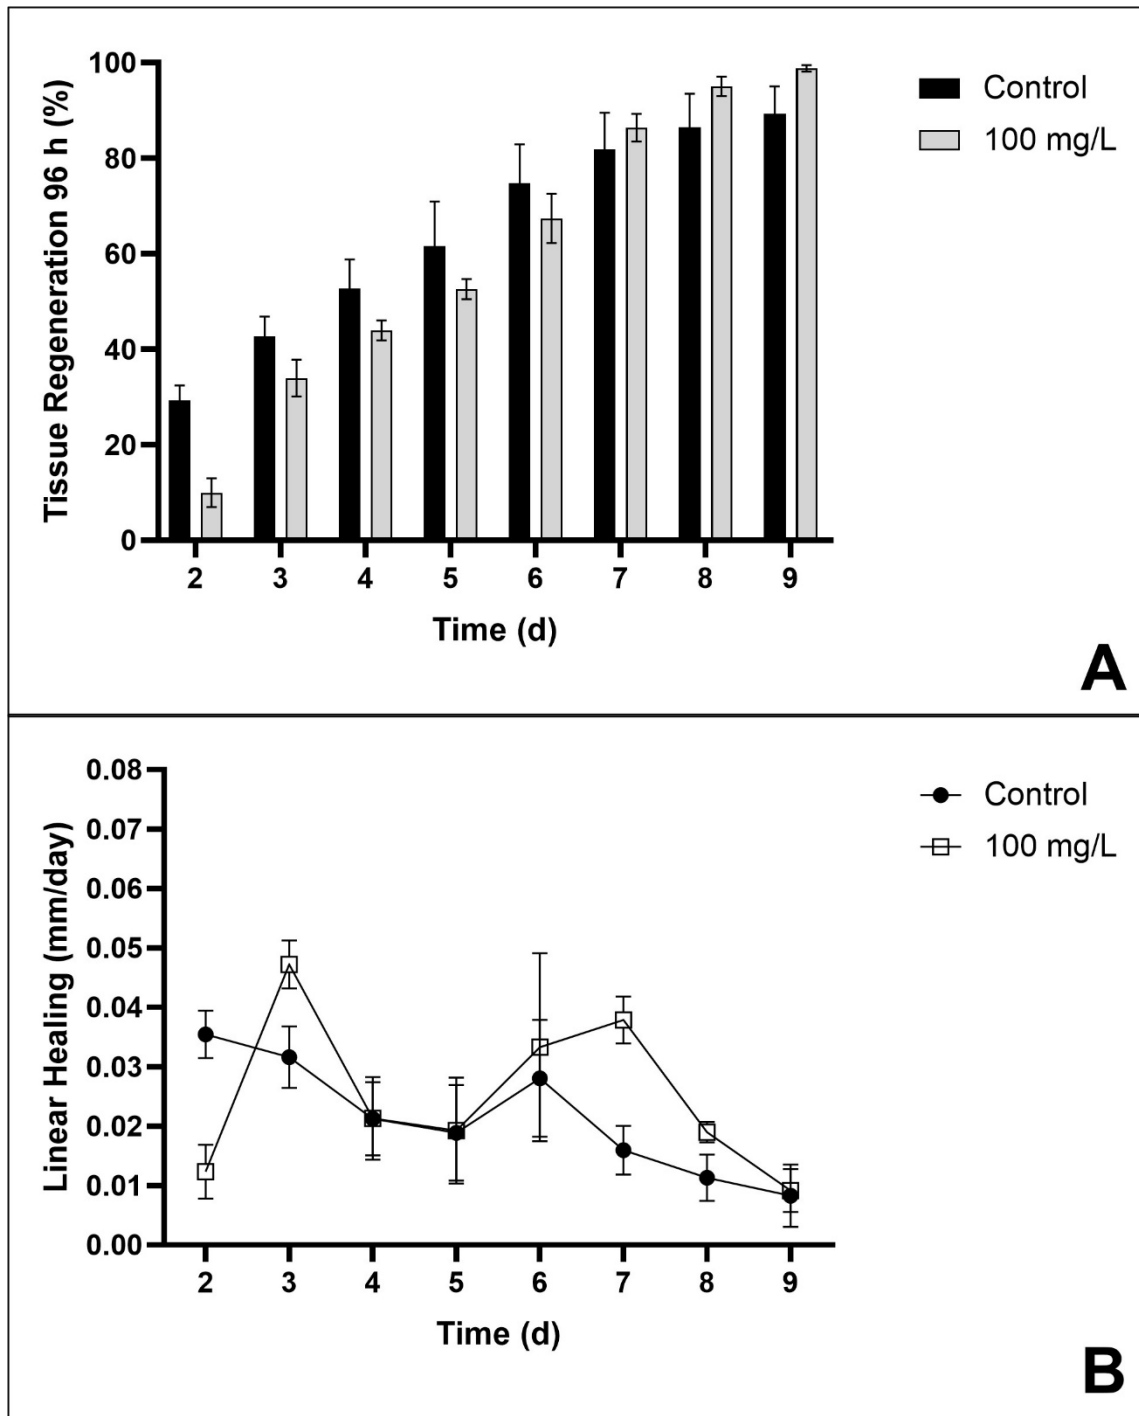 Tissue Regeneration 96 h (%)
100
80
60
40
20
0
2 3 4 5 6 7 8 9
Time (d)
Control
100 mg/L
A
Linear Healing (mm/day)
0.08
0.07
0.06
0.05
0.04
0.03
0.02
0.01
0.00
2 3 4 5 6 7 8 9
Time (d)
Control
100 mg/L
B